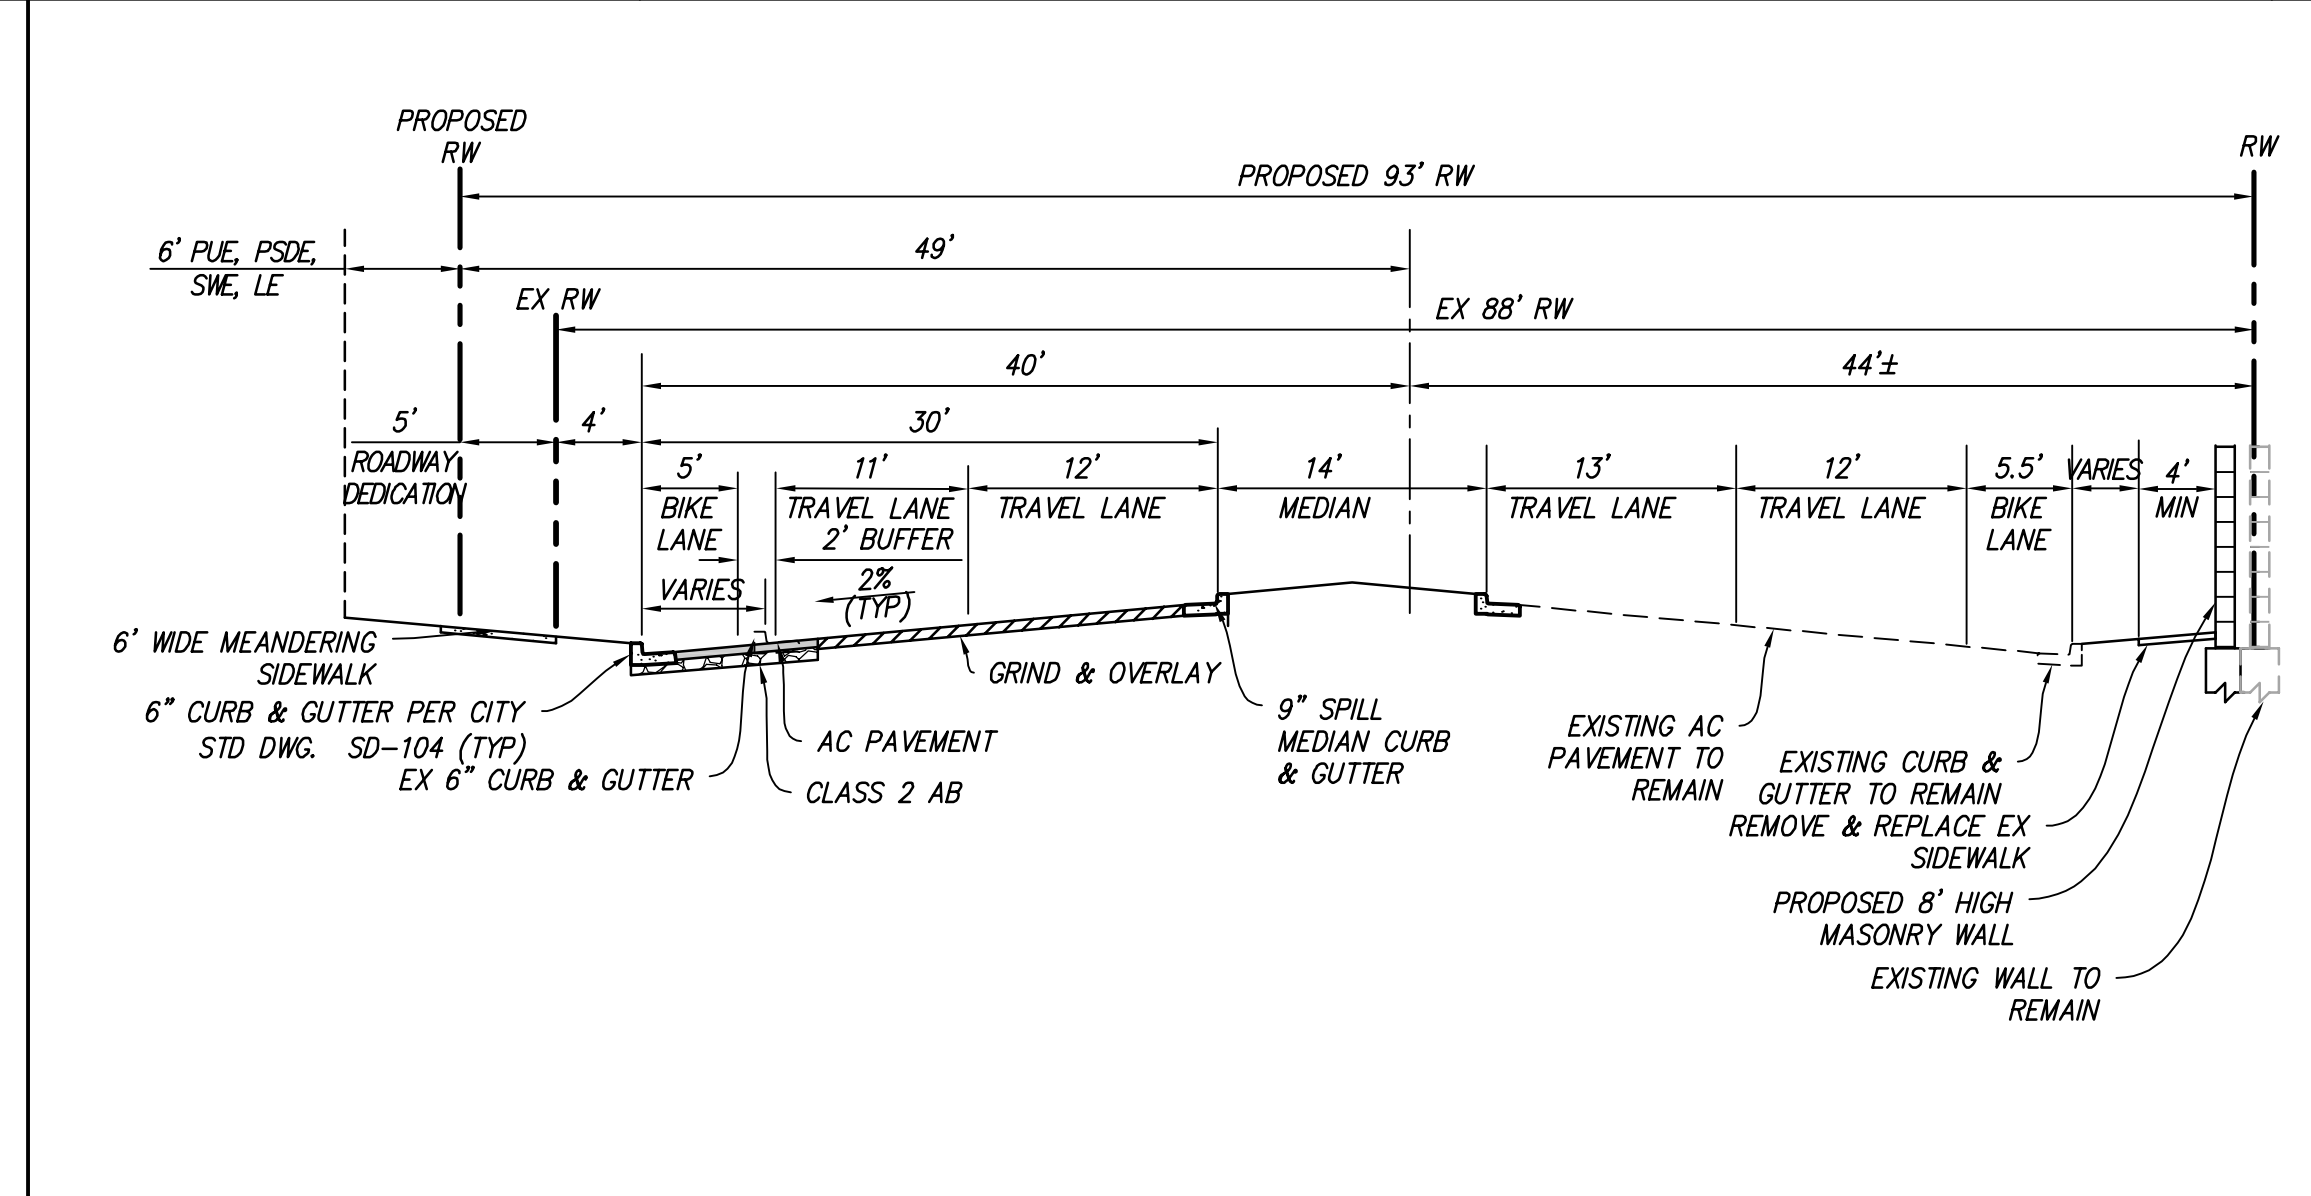 PROPOSED
RW
RW
PROPOSED 93' RW
6' PUE, PSDE,
SWE, LE
49'
EX RW
EX 88' RW
40'
44'±
5'
ROADWAY
DEDICATION
4'
30'
5'
BIKE
LANE
11'
TRAVEL LANE
2' BUFFER
12'
TRAVEL LANE
14'
MEDIAN
13'
TRAVEL LANE
12'
TRAVEL LANE
5.5'
BIKE
LANE
VARIES
4'
MIN
VARIES
2%
(TYP)
6' WIDE MEANDERING
SIDEWALK
6" CURB & GUTTER PER CITY
STD DWG. SD-104 (TYP)
EX 6" CURB & GUTTER
AC PAVEMENT
CLASS 2 AB
GRIND & OVERLAY
9" SPILL
MEDIAN CURB
& GUTTER
EXISTING AC
PAVEMENT TO
REMAIN
EXISTING CURB &
GUTTER TO REMAIN
REMOVE & REPLACE EX
SIDEWALK
PROPOSED 8' HIGH
MASONRY WALL
EXISTING WALL TO
REMAIN